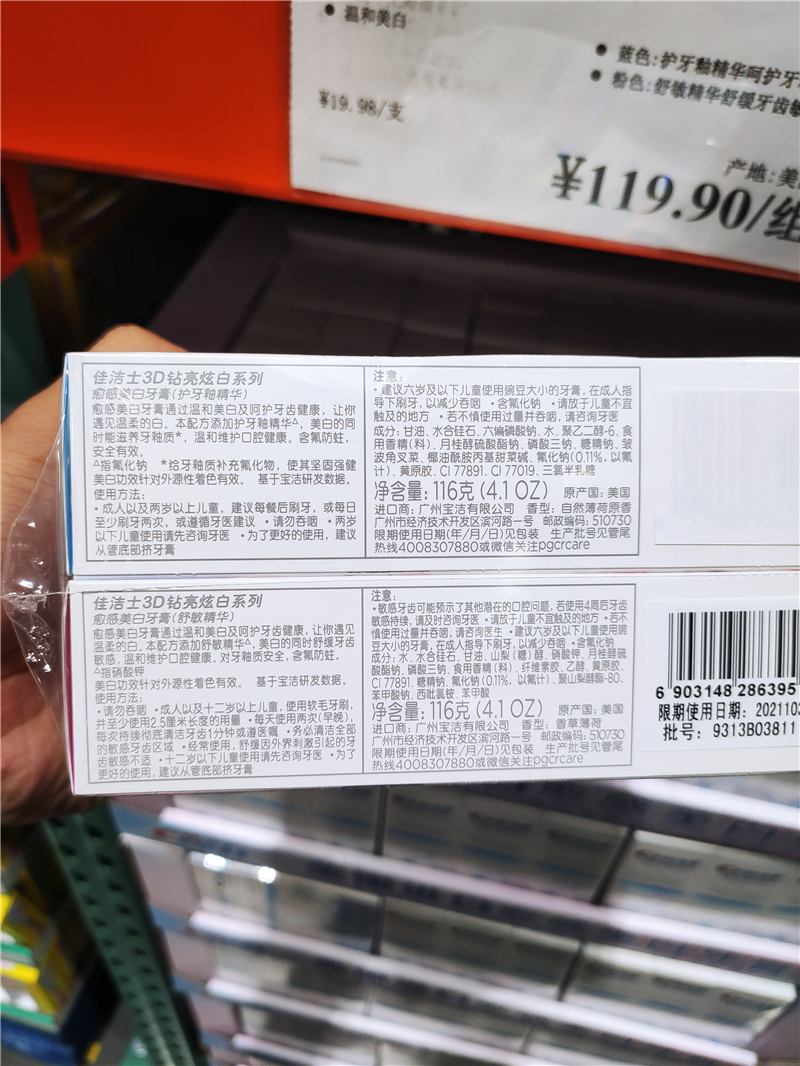 温和美白
¥19.98/支
蓝色:护牙釉精华呵护牙
粉色:舒敏精华舒缓牙齿敏
产地:美
¥119.90/组
佳洁士3D钻亮炫白系列
愈感美白牙膏(护牙釉精华)
愈感美白牙膏通过温和美白及呵护牙齿健康，让你
遇见温柔的白。本配方添加护牙釉精华△，美白的同
时能滋养牙釉质*，温和维护口腔健康。含氟防蛀，
安全有效。
△指氟化钠 *给牙釉质补充氟化物，使其坚固强健
美白功效针对外源性着色有效。 基于宝洁研发数据。
使用方法:
•成人以及两岁以上儿童，建议每餐后刷牙，或每日
至少刷牙两次，或遵循牙医建议 •请勿吞咽 •两岁
以下儿童使用请先咨询牙医 •为了更好的使用，建议
从管底部挤牙膏
注意:
•建议六岁及以下儿童使用豌豆大小的牙膏，在成人指
导下刷牙，以减少吞咽 •含氟化钠 •请放于儿童不宜
触及的地方 •若不慎使用过量并吞咽，请咨询牙医
成分: 甘油、水合硅石、六偏磷酸钠、水、聚乙二醇-6、食
用香精(料)、月桂醇硫酸酯钠、磷酸三钠、糖精钠、皱
波角叉菜、椰油酰胺丙基甜菜碱、氟化钠(0.11%，以氟
计)、黄原胶、CI 77891、CI 77019、三氯半乳糖
净含量: 116克(4.1 OZ) 原产国: 美国
进口商: 广州宝洁有限公司 香型: 自然薄荷原香
广州市经济技术开发区滨河路一号 邮政编码: 510730
限期使用日期(年/月/日)见包装 生产批号见管尾
热线4008307880或微信关注pgcrcare
佳洁士3D钻亮炫白系列
愈感美白牙膏(舒敏精华)
愈感美白牙膏通过温和美白及呵护牙齿健康，让你遇见
温柔的白。本配方添加舒敏精华△，美白的同时舒缓牙齿
敏感，温和维护口腔健康，对牙釉质安全，含氟防蛀。
△指硝酸钾
美白功效针对外源性着色有效。 基于宝洁研发数据。
使用方法:
•请勿吞咽 •成人以及十二岁以上儿童，使用软毛牙刷，
并至少使用2.5厘米长度的用量 •每天使用两次(早晚)，
每次持续彻底清洁牙齿1分钟或遵医嘱 •务必清洁全部
的敏感牙齿区域 •经常使用，舒缓因外界刺激引起的牙
齿敏感不适 •十二岁以下儿童使用请先咨询牙医 •为了
更好的使用，建议从管底部挤牙膏
注意:
•敏感牙齿可能预示了其他潜在的口腔问题，若使用4周后牙齿
敏感持续，请及时咨询牙医 •请放于儿童不宜触及的地方 •若不
慎使用过量并吞咽，请咨询医生 •建议六岁及以下儿童使用豌
豆大小的牙膏，在成人指导下刷牙，以减少吞咽 •含氟化钠
成分: 水、水合硅石、甘油、山梨(糖)醇、硝酸钾、月桂醇硫
酸酯钠、磷酸三钠、食用香精(料)、纤维素胶、乙醇、黄原胶、
CI 77891、糖精钠、氟化钠(0.11%，以氟计)、聚山梨醇酯-80、
苯甲酸钠、西吡氯铵、苯甲酸
净含量: 116克(4.1 OZ) 原产国: 美国
进口商: 广州宝洁有限公司 香型: 香草薄荷
广州市经济技术开发区滨河路一号 邮政编码: 510730
限期使用日期(年/月/日)见包装 生产批号见管尾
热线4008307880或微信关注pgcrcare
6 903148 286395
限期使用日期: 202110
批号: 9313B03811